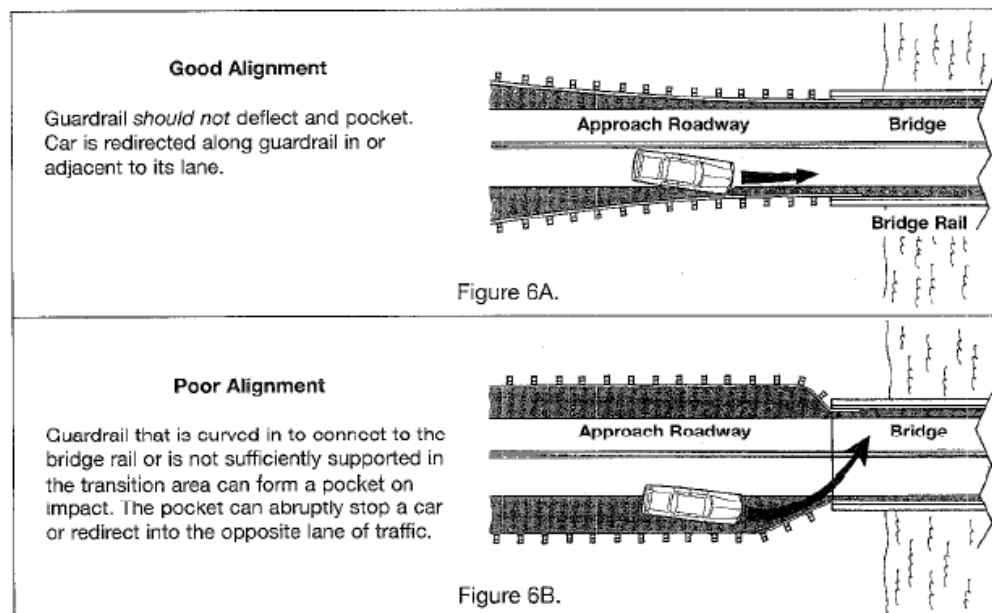 Good Alignment
Guardrail should not deflect and pocket.
Car is redirected along guardrail in or
adjacent to its lane.
Approach Roadway
Bridge
Bridge Rail
Figure 6A.
Poor Alignment
Guardrail that is curved in to connect to the
bridge rail or is not sufficiently supported in
the transition area can form a pocket on
impact. The pocket can abruptly stop a car
or redirect into the opposite lane of traffic.
Approach Roadway
Bridge
Figure 6B.